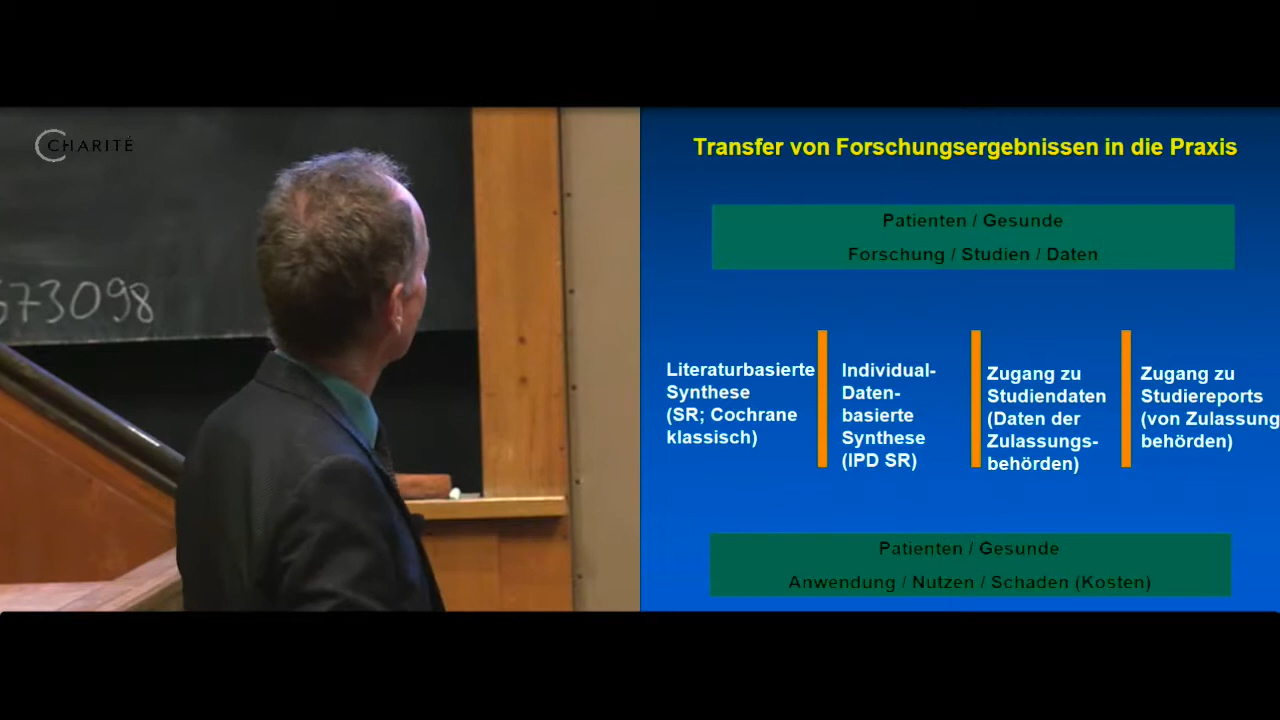 CHARITÉ
673098
Transfer von Forschungsergebnissen in die Praxis
Patienten / Gesunde
Forschung / Studien / Daten
Literaturbasierte
Synthese
(SR; Cochrane
klassisch)
Individual-
Daten-
basierte
Synthese
(IPD SR)
Zugang zu
Studiendaten
(Daten der
Zulassungs-
behörden)
Zugang zu
Studiereports
(von Zulassung
behörden)
Patienten / Gesunde
Anwendung / Nutzen / Schaden (Kosten)